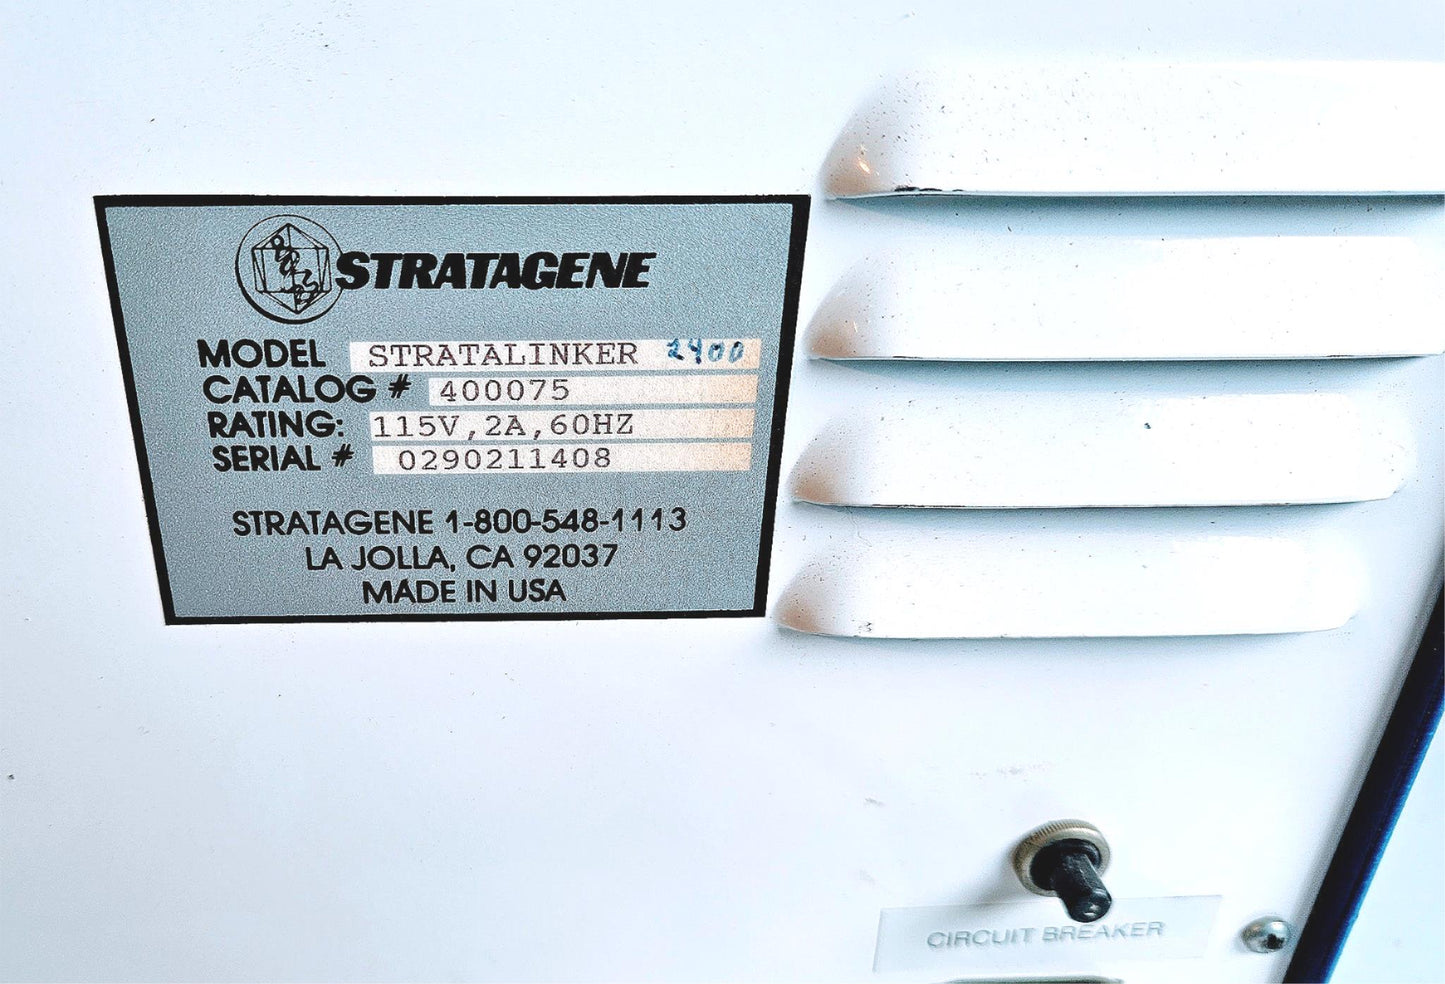 STRATAGENE
MODEL STRATALINKER 2400
CATALOG # 400075
RATING: 115V,2A,60HZ
SERIAL # 0290211408
STRATAGENE 1-800-548-1113
LA JOLLA, CA 92037
MADE IN USA
CIRCUIT BREAKER